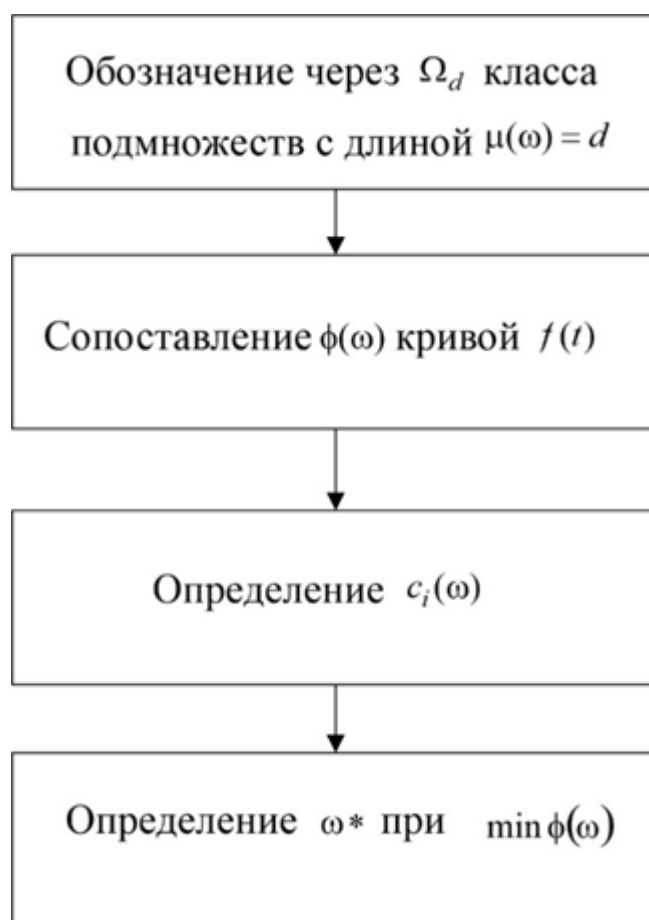 Обозначение через Ω_d класса
подмножеств с длиной μ(ω) = d
Сопоставление ϕ(ω) кривой f(t)
Определение c_i(ω)
Определение ω* при min ϕ(ω)